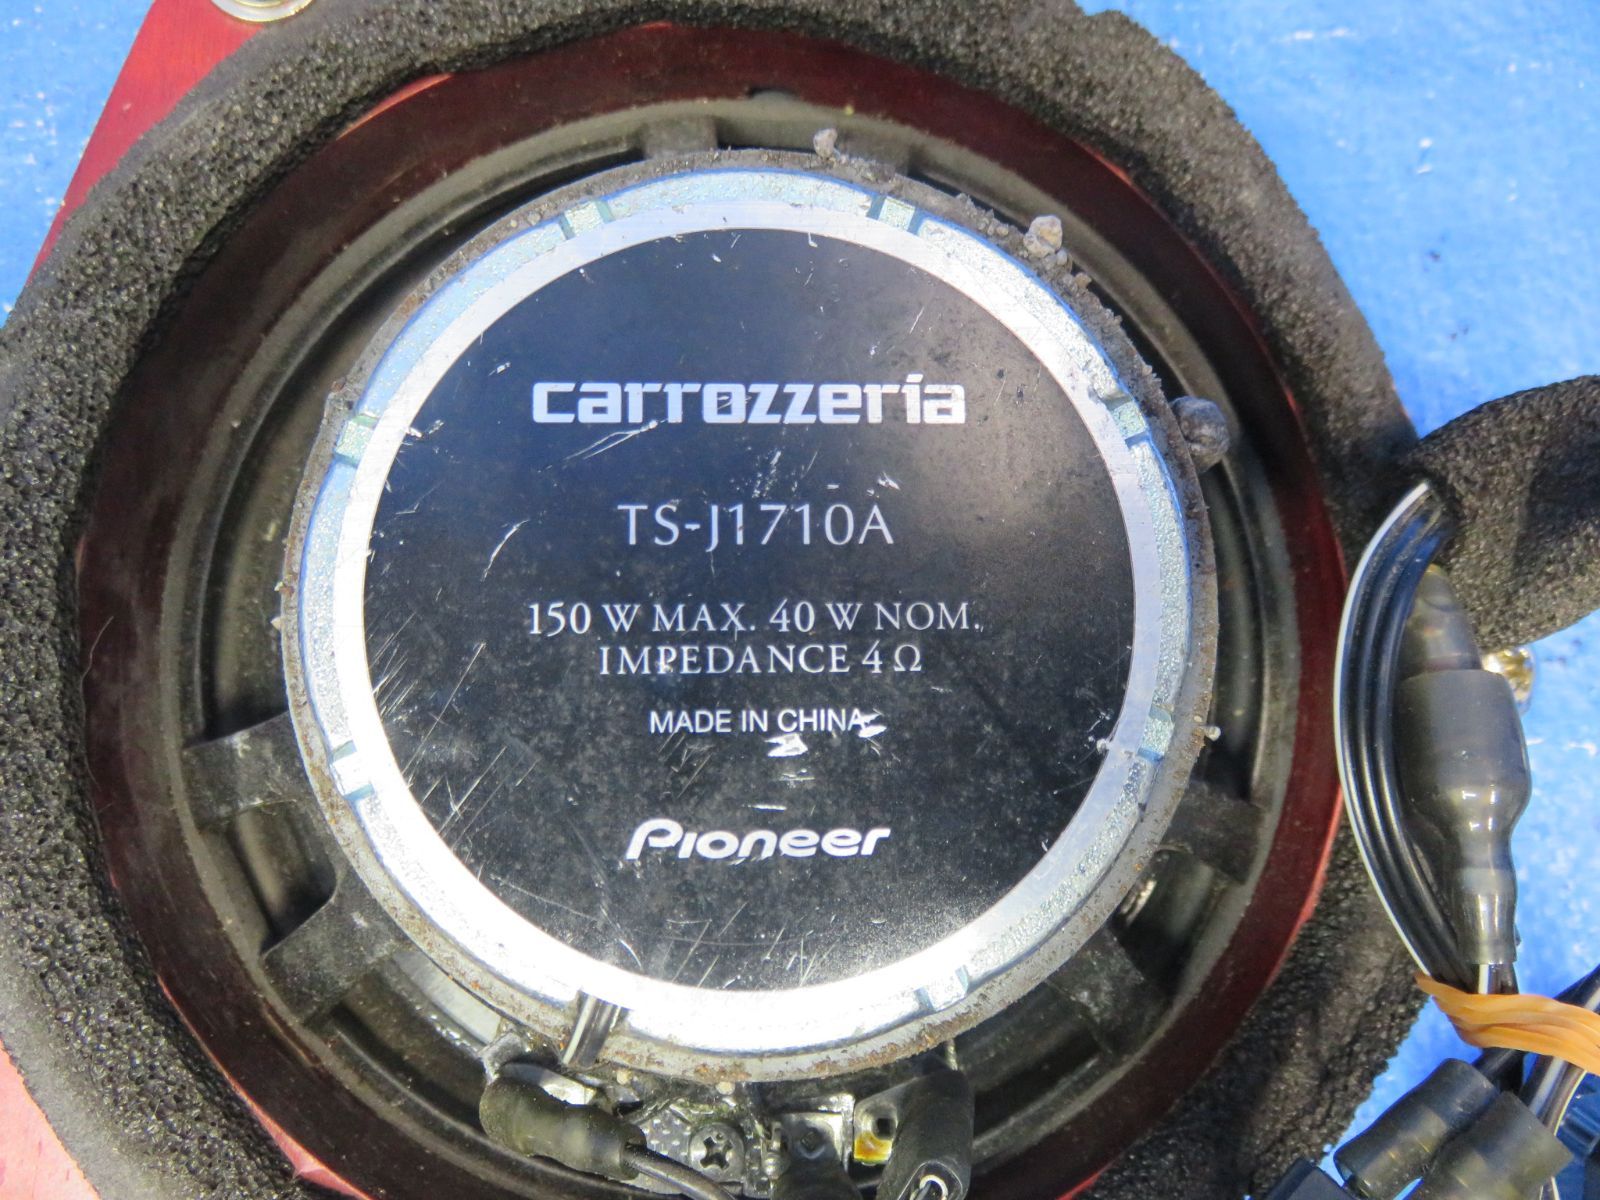 carrozzeria
TS-J1710A
150 W MAX. 40 W NOM.
IMPEDANCE 4 Ω
MADE IN CHINA
Pioneer